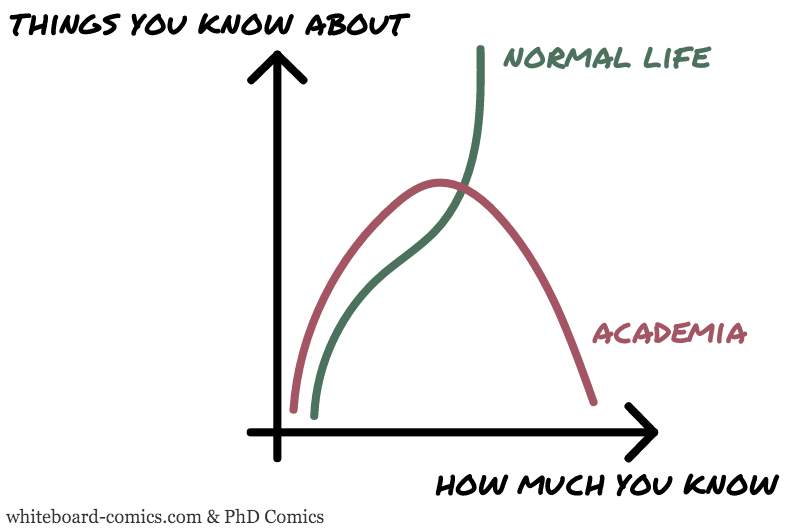 THINGS YOU KNOW ABOUT
NORMAL LIFE
ACADEMIA
HOW MUCH YOU KNOW
whiteboard-comics.com & PhD Comics